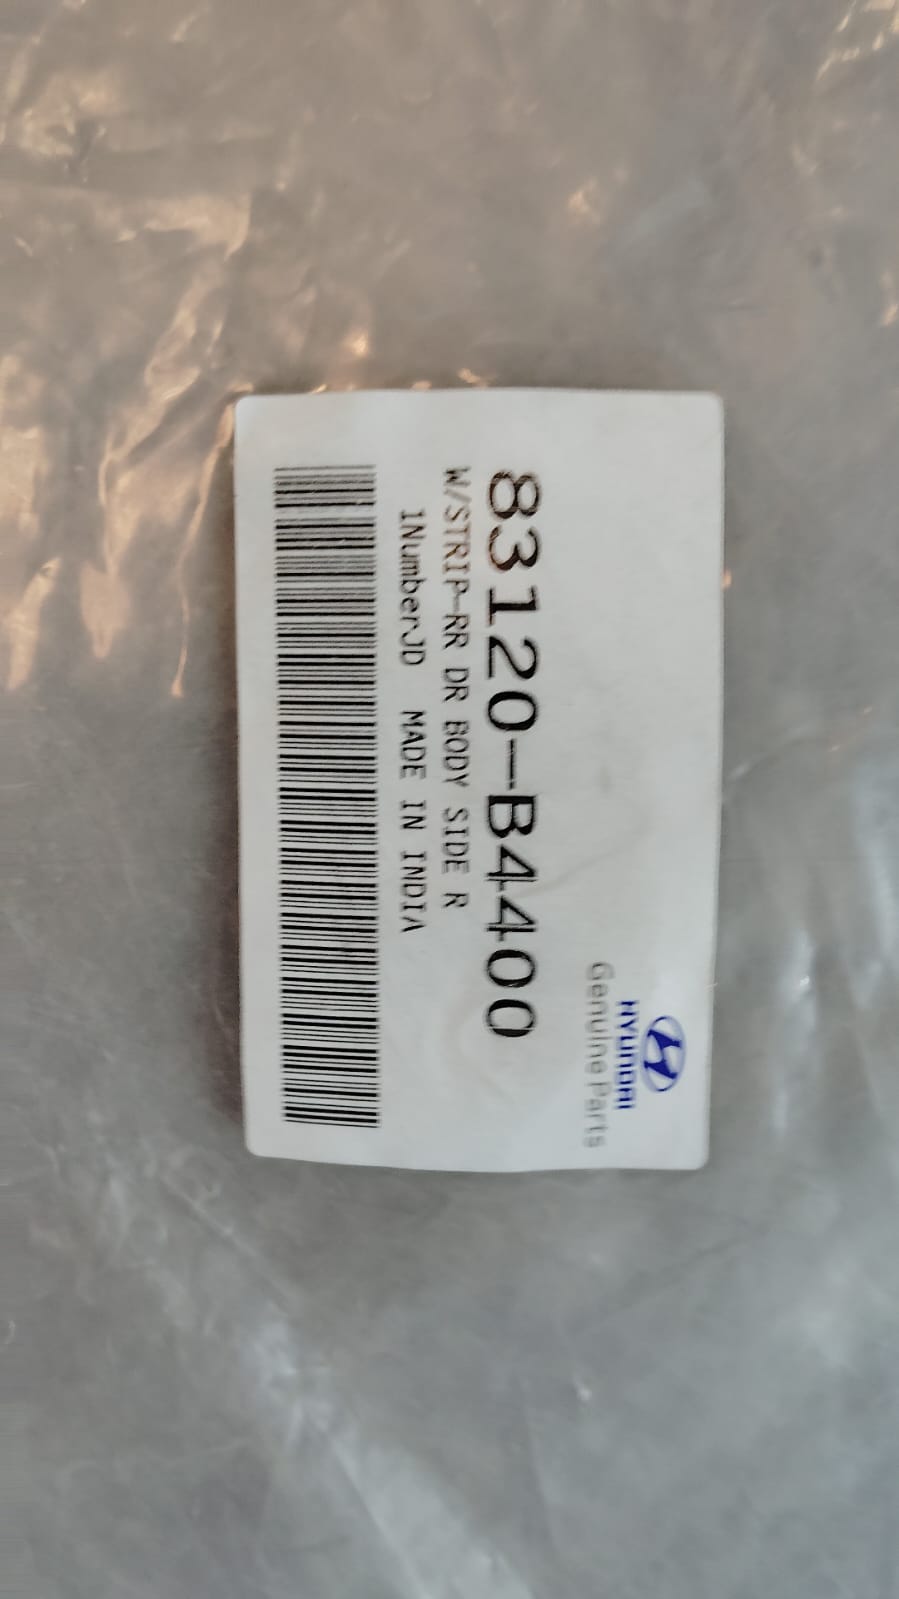 HYUNDAI
Genuine Parts
83120-B4400
W/STRIP-RR DR BODY SIDE R
1NumberJD MADE IN INDIA